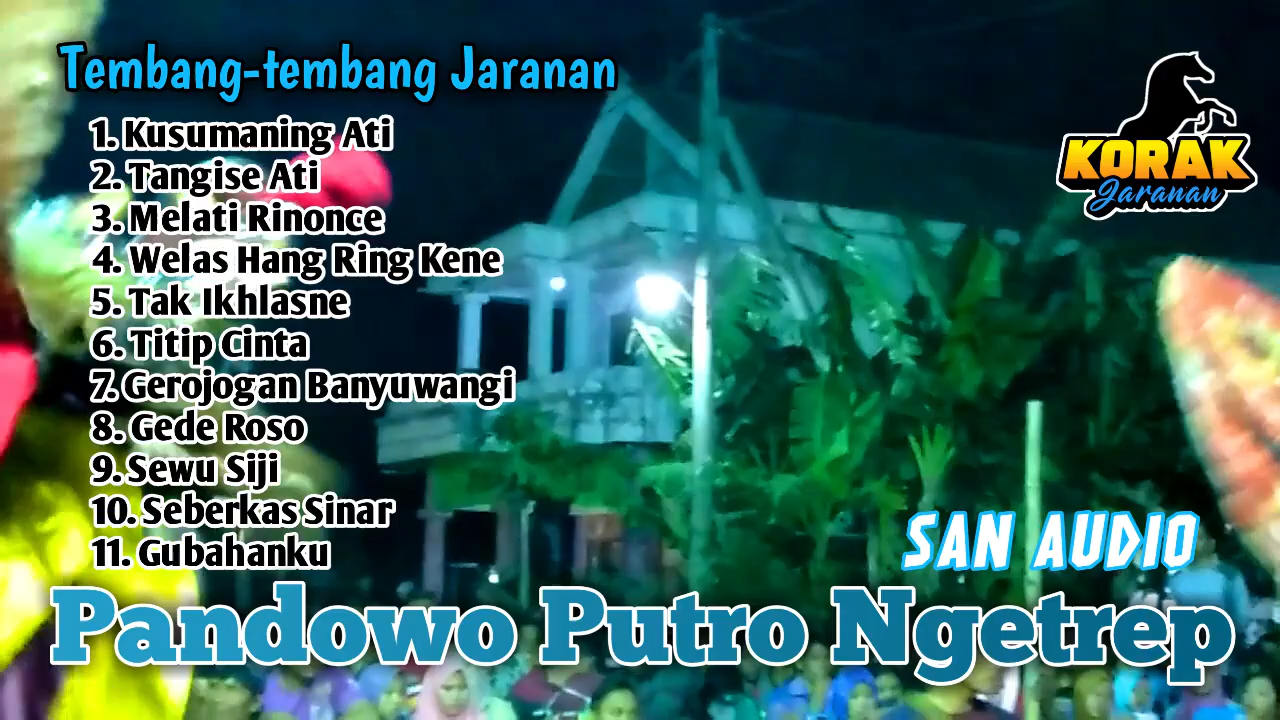 Tembang-tembang Jaranan
1. Kusumaning Ati
2. Tangise Ati
3. Melati Rinonce
4. Welas Hang Ring Kene
5. Tak Ikhlasne
6. Titip Cinta
7. Gerojogan Banyuwangi
8. Gede Roso
9. Sewu Siji
10. Seberkas Sinar
11. Gubahanku
KORAK
Jaranan
SAN AUDIO
Pandowo Putro Ngetrep